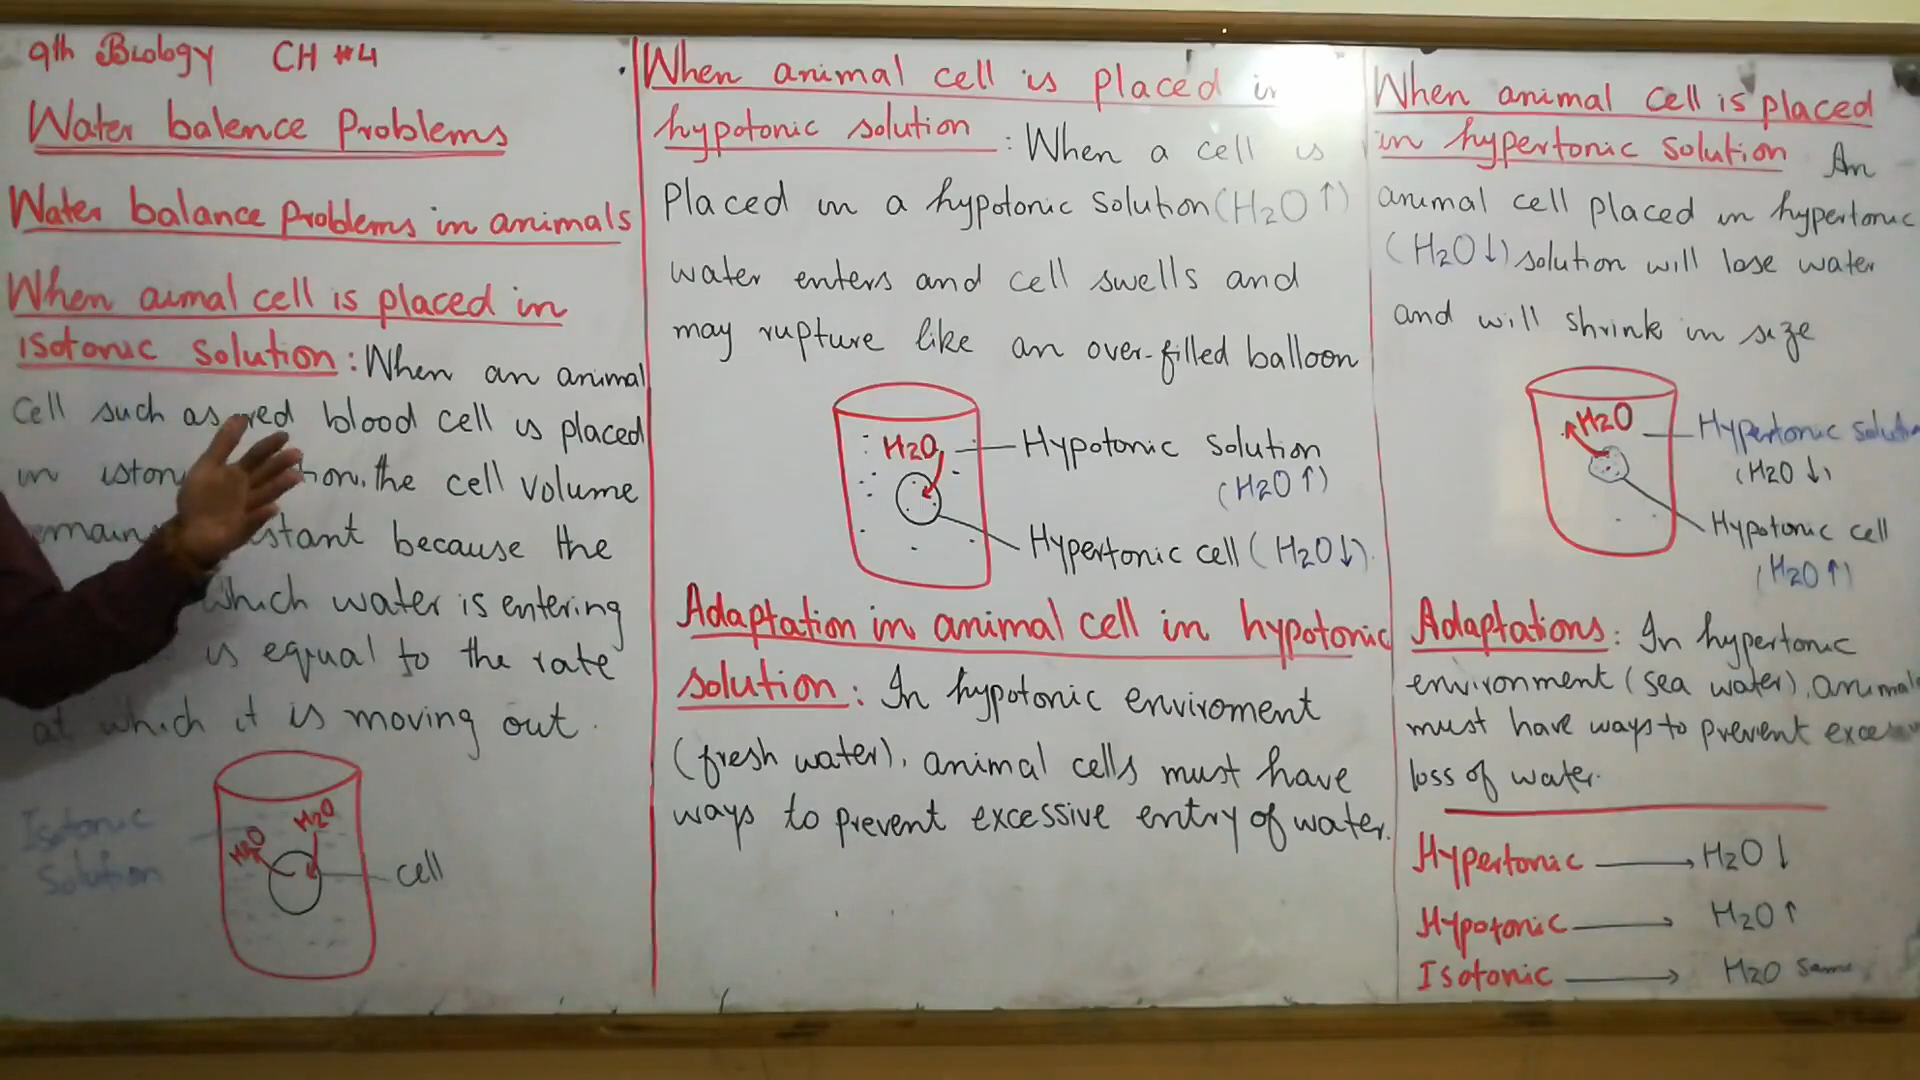 9th Biology CH #4
Water balence Problems
Water balance Problems in animals
When aimal cell is placed in
isotonic solution: When an animal
Cell such as red blood cell is placed
in the cell volume
because the
which water is entering
is equal to the rate
at which it is moving out.
H2O
H2O
Isotonic
Solution
cell
When animal cell is placed in
hypotonic solution: When a cell is
Placed in a hypotonic solution (H2O ↑)
water enters and cell swells and
may rupture like an over-filled balloon
H2O
Hypotonic solution
(H2O ↑)
Hypertonic cell (H2O ↓).
Adaptation in animal cell in hypotonic
solution: In hypotonic enviroment
(fresh water), animal cells must have
ways to prevent excessive entry of water.
When animal cell is placed
in hypertonic solution An
animal cell placed in hypertonic
(H2O ↓) solution will lose water
and will shrink in size
H2O
Hypertonic
(H2O ↓)
Hypotonic cell
(H2O ↑)
Adaptations: In hypertonic
environment (sea water), animal
must have ways to prevent
loss of water.
Hypertonic → H2O ↓
Hypotonic → H2O ↑
Isotonic → H2O Same